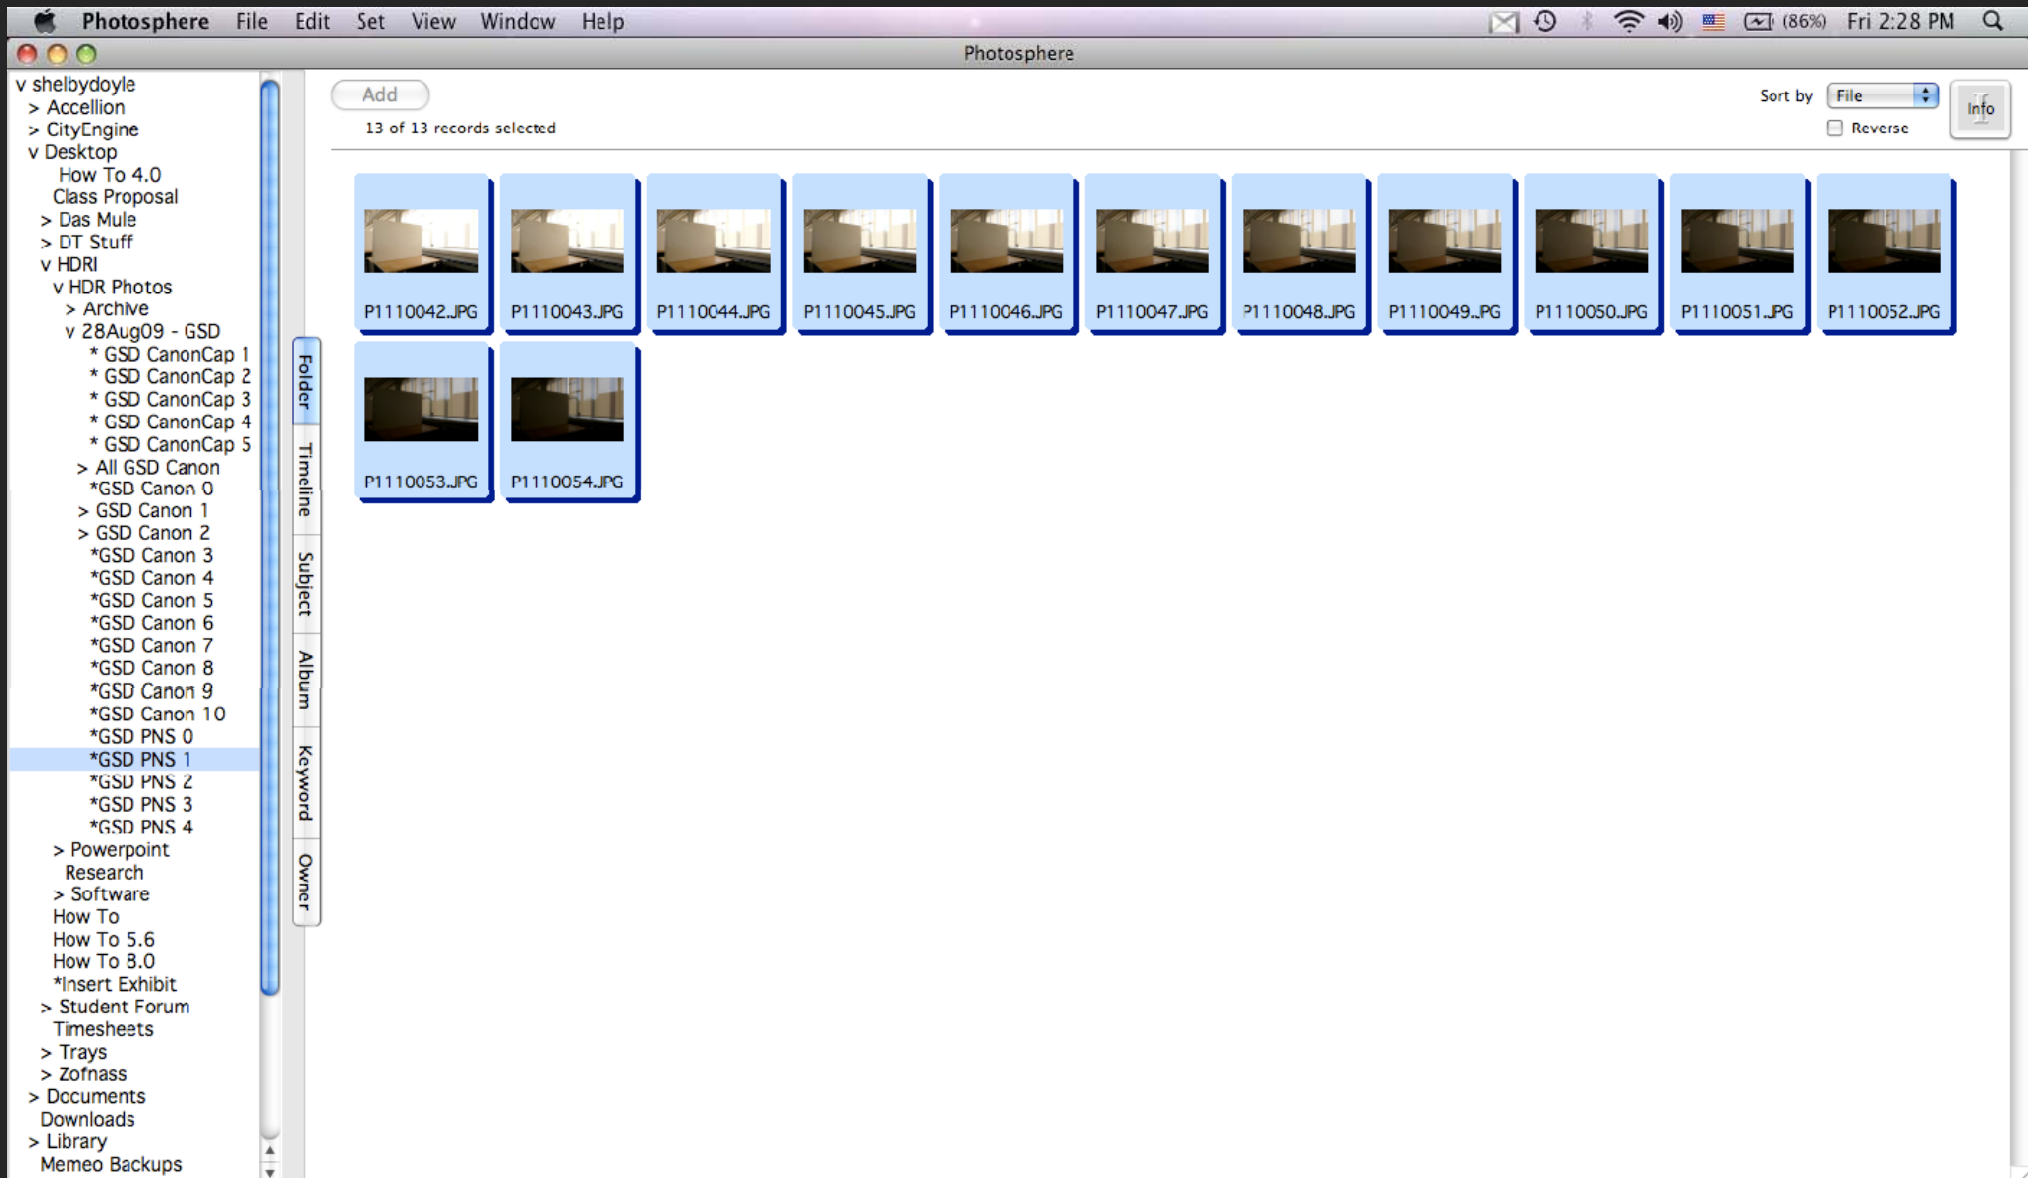 Photosphere File Edit Set View Window Help (86%) Fri 2:28 PM
Photosphere
v shelbydoyle
> Accellion
> CityEngine
v Desktop
How To 4.0
Class Proposal
> Das Mule
> DT Stuff
v HDRI
v HDR Photos
> Archive
v 28Aug09 - GSD
* GSD CanonCap 1
* GSD CanonCap 2
* GSD CanonCap 3
* GSD CanonCap 4
* GSD CanonCap 5
> All GSD Canon
*GSD Canon 0
> GSD Canon 1
> GSD Canon 2
*GSD Canon 3
*GSD Canon 4
*GSD Canon 5
*GSD Canon 6
*GSD Canon 7
*GSD Canon 8
*GSD Canon 9
*GSD Canon 10
*GSD PNS 0
*GSD PNS 1
*GSD PNS 2
*GSD PNS 3
*GSD PNS 4
> Powerpoint
Research
> Software
How To
How To 5.6
How To 8.0
*Insert Exhibit
> Student Forum
Timesheets
> Trays
> Zofnass
> Documents
Downloads
> Library
Memeo Backups
Folder
Timeline
Subject
Album
Keyword
Owner
Add
13 of 13 records selected
Sort by File
Reverse
Info
P1110042.JPG P1110043.JPG P1110044.JPG P1110045.JPG P1110046.JPG P1110047.JPG P1110048.JPG P1110049.JPG P1110050.JPG P1110051.JPG P1110052.JPG
P1110053.JPG P1110054.JPG